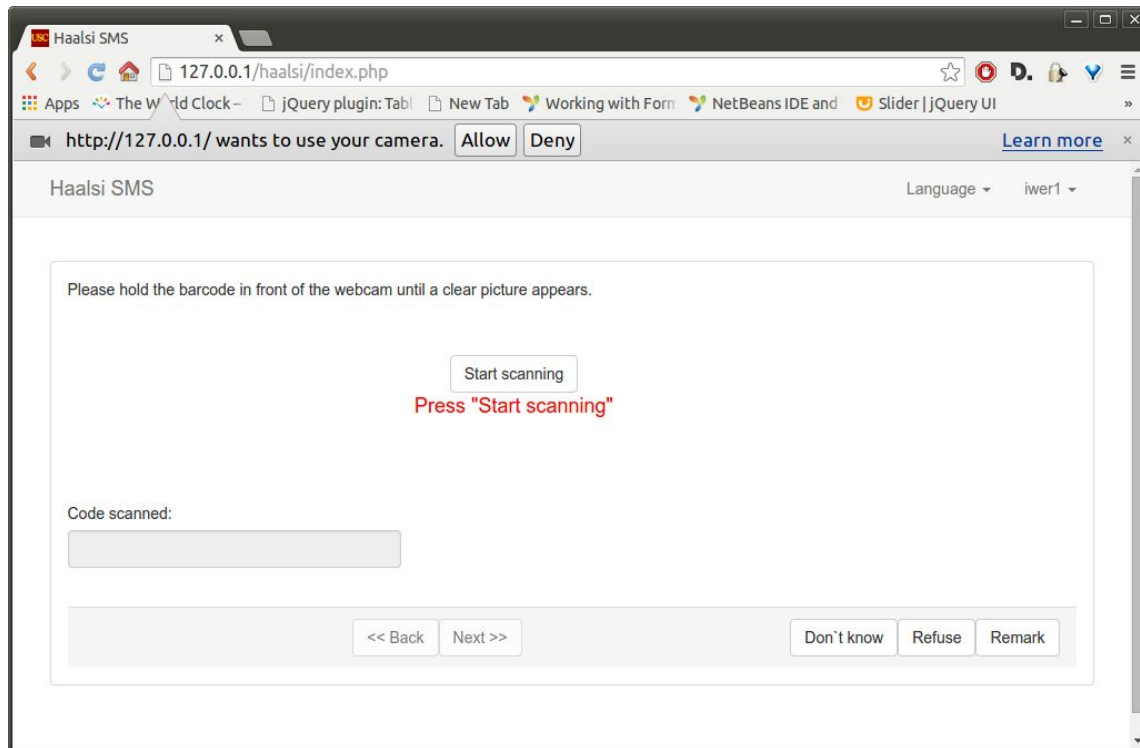 USC Haalsi SMS ×
127.0.0.1/haalsi/index.php D.
Apps The World Clock – jQuery plugin: Tabl New Tab Working with Form NetBeans IDE and Slider | jQuery UI »
http://127.0.0.1/ wants to use your camera. Allow Deny Learn more ×
Haalsi SMS Language iwer1
Please hold the barcode in front of the webcam until a clear picture appears.
Start scanning
Press "Start scanning"
Code scanned:
<< Back Next >> Don`t know Refuse Remark